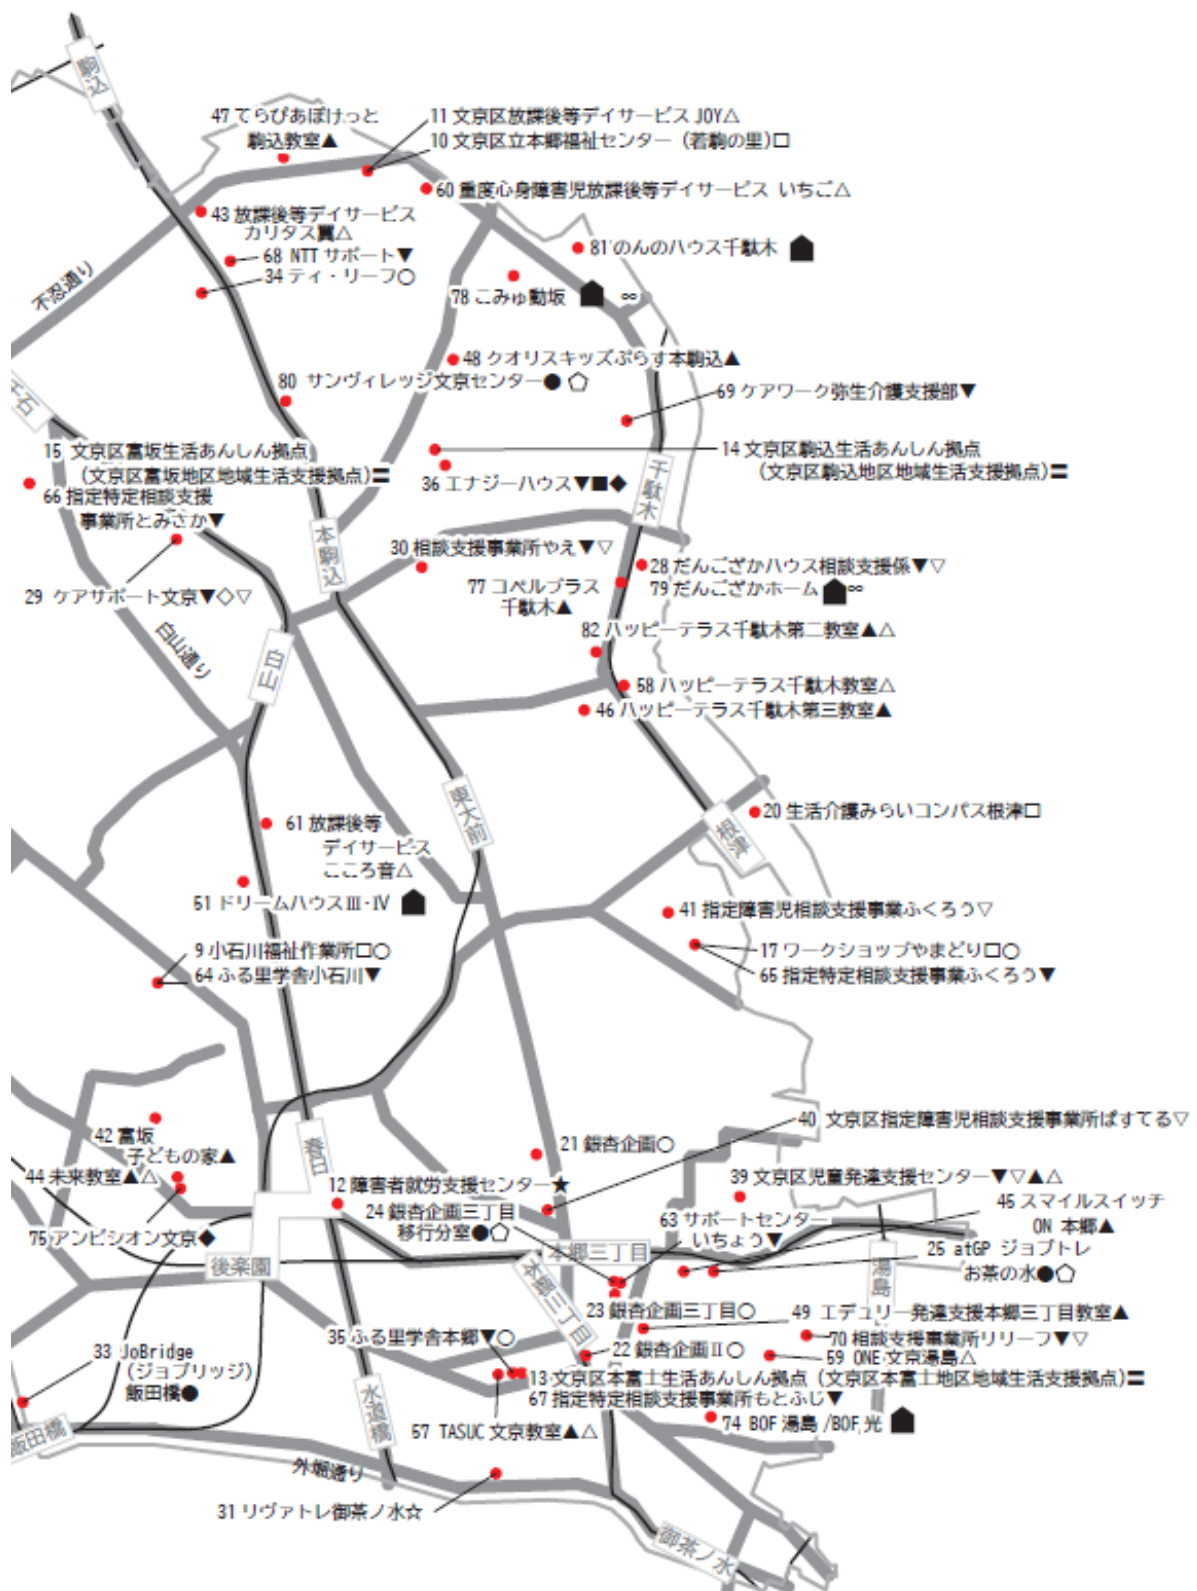 駒込
47 てらぴあぽけっと
駒込教室▲
11 文京区放課後等デイサービス JOY△
10 文京区立本郷福祉センター（若駒の里）□
60 重度心身障害児放課後等デイサービス いちご△
43 放課後等デイサービス
カリタス翼△
68 NTT サポート▼
34 ティ・リーフ○
81 のんのハウス千駄木
不忍通り
78 こみゅ動坂 ∞
48 クオリスキッズぷらす本駒込▲
80 サンヴィレッジ文京センター●⬠
69 ケアワーク弥生介護支援部▼
千石
15 文京区富坂生活あんしん拠点
（文京区富坂地区地域生活支援拠点）〓
14 文京区駒込生活あんしん拠点
（文京区駒込地区地域生活支援拠点）〓
66 指定特定相談支援
事業所とみさか▼
36 エナジーハウス▼■◆
千駄木
本駒込
30 相談支援事業所やえ▼▽
28 だんござかハウス相談支援係▼▽
79 だんござかホーム ∞
77 コペルプラス
千駄木▲
29 ケアサポート文京▼◇▽
82 ハッピーテラス千駄木第二教室▲△
白山通り
白山
58 ハッピーテラス千駄木教室△
46 ハッピーテラス千駄木第三教室▲
東大前
20 生活介護みらいコンパス根津□
根津
61 放課後等
デイサービス
こころ音△
51 ドリームハウスⅢ・Ⅳ
41 指定障害児相談支援事業ふくろう▽
9 小石川福祉作業所□○
64 ふる里学舎小石川▼
17 ワークショップやまどり□○
65 指定特定相談支援事業ふくろう▼
42 富坂
子どもの家▲
44 未来教室▲△
春日
21 銀杏企画○
40 文京区指定障害児相談支援事業所ぱすてる▽
12 障害者就労支援センター★
39 文京区児童発達支援センター▼▽▲△
24 銀杏企画三丁目
移行分室●⬠
63 サポートセンター
いちょう▼
45 スマイルスイッチ
ON 本郷▲
75 アンビシオン文京◆
後楽園
本郷三丁目
本郷三丁目
湯島
25 atGP ジョブトレ
お茶の水●⬠
23 銀杏企画三丁目○
49 エデュリー発達支援本郷三丁目教室▲
35 ふる里学舎本郷▼○
22 銀杏企画Ⅱ○
70 相談支援事業所リリーフ▼▽
59 ONE 文京湯島△
33 JoBridge
（ジョブリッジ）
飯田橋●
13 文京区本富士生活あんしん拠点（文京区本富士地区地域生活支援拠点）〓
67 指定特定相談支援事業所もとふじ▼
飯田橋
水道橋
57 TASUC 文京教室▲△
74 BOF 湯島 /BOF 光
外堀通り
31 リヴァトレ御茶ノ水☆
御茶ノ水